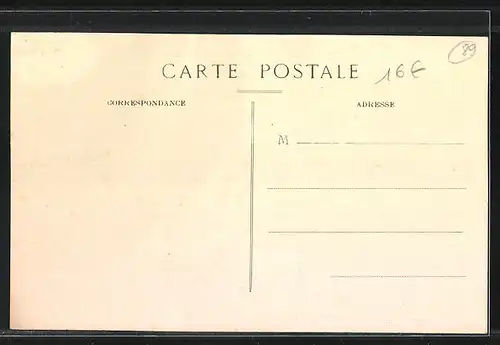 89
CARTE POSTALE 16€
CORRESPONDANCE
ADRESSE
M